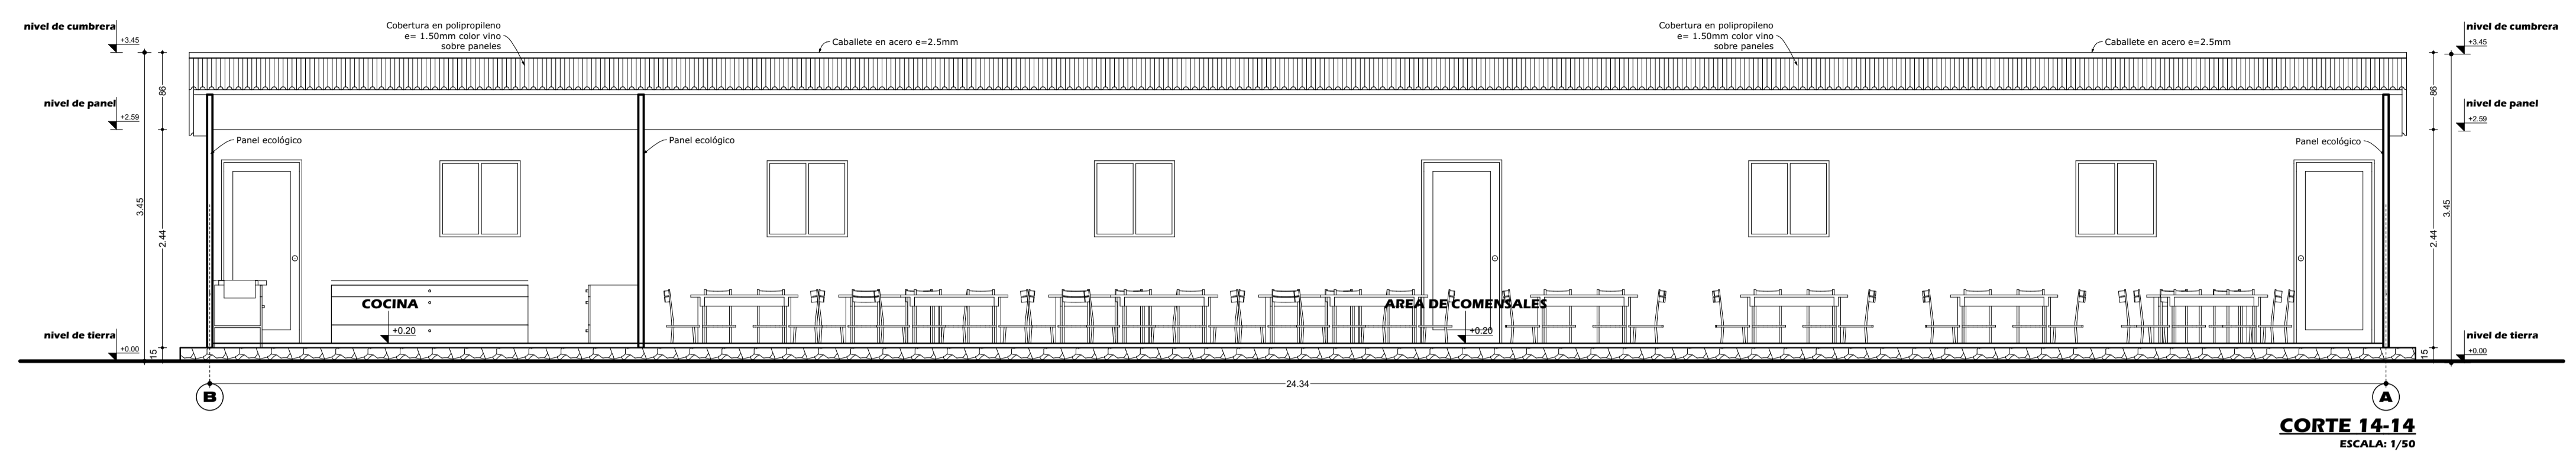 nivel de cumbrera
+3.45
Cobertura en polipropileno
e= 1.50mm color vino
sobre paneles
Caballete en acero e=2.5mm
Cobertura en polipropileno
e= 1.50mm color vino
sobre paneles
Caballete en acero e=2.5mm
nivel de cumbrera
+3.45
86
86
nivel de panel
+2.59
nivel de panel
+2.59
Panel ecológico
Panel ecológico
Panel ecológico
3.45
2.44
2.44
3.45
COCINA
+0.20
AREA DE COMENSALES
+0.20
nivel de tierra
+0.00
15
15
nivel de tierra
+0.00
24.34
B
A
CORTE 14-14
ESCALA: 1/50